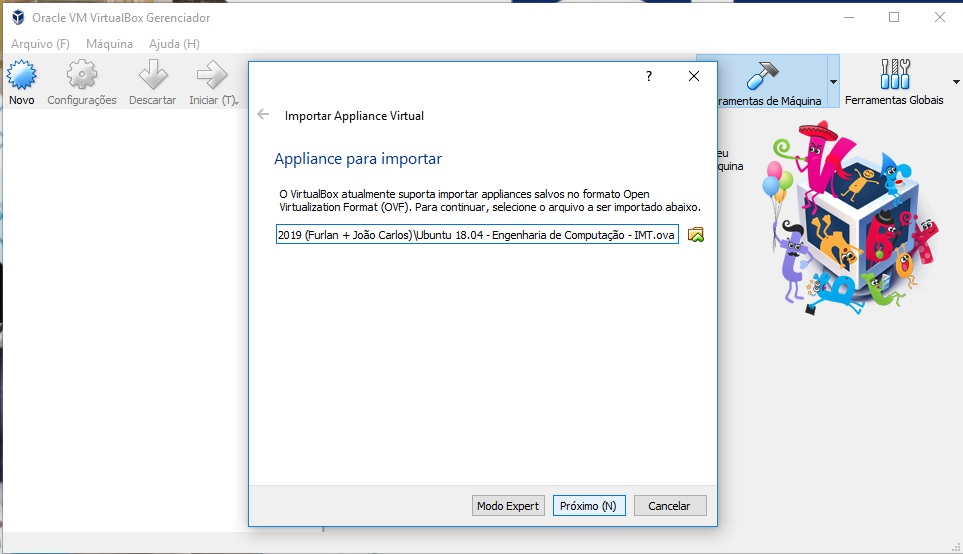 Oracle VM VirtualBox Gerenciador
Arquivo (F) Máquina Ajuda (H)
Novo Configurações Descartar Iniciar (T)
ramentas de Máquina Ferramentas Globais
?
Importar Appliance Virtual
Appliance para importar
O VirtualBox atualmente suporta importar appliances salvos no formato Open
Virtualization Format (OVF). Para continuar, selecione o arquivo a ser importado abaixo.
2019 (Furlan + João Carlos)\Ubuntu 18.04 - Engenharia de Computação - IMT.ova
eu
quina
Modo Expert Próximo (N) Cancelar